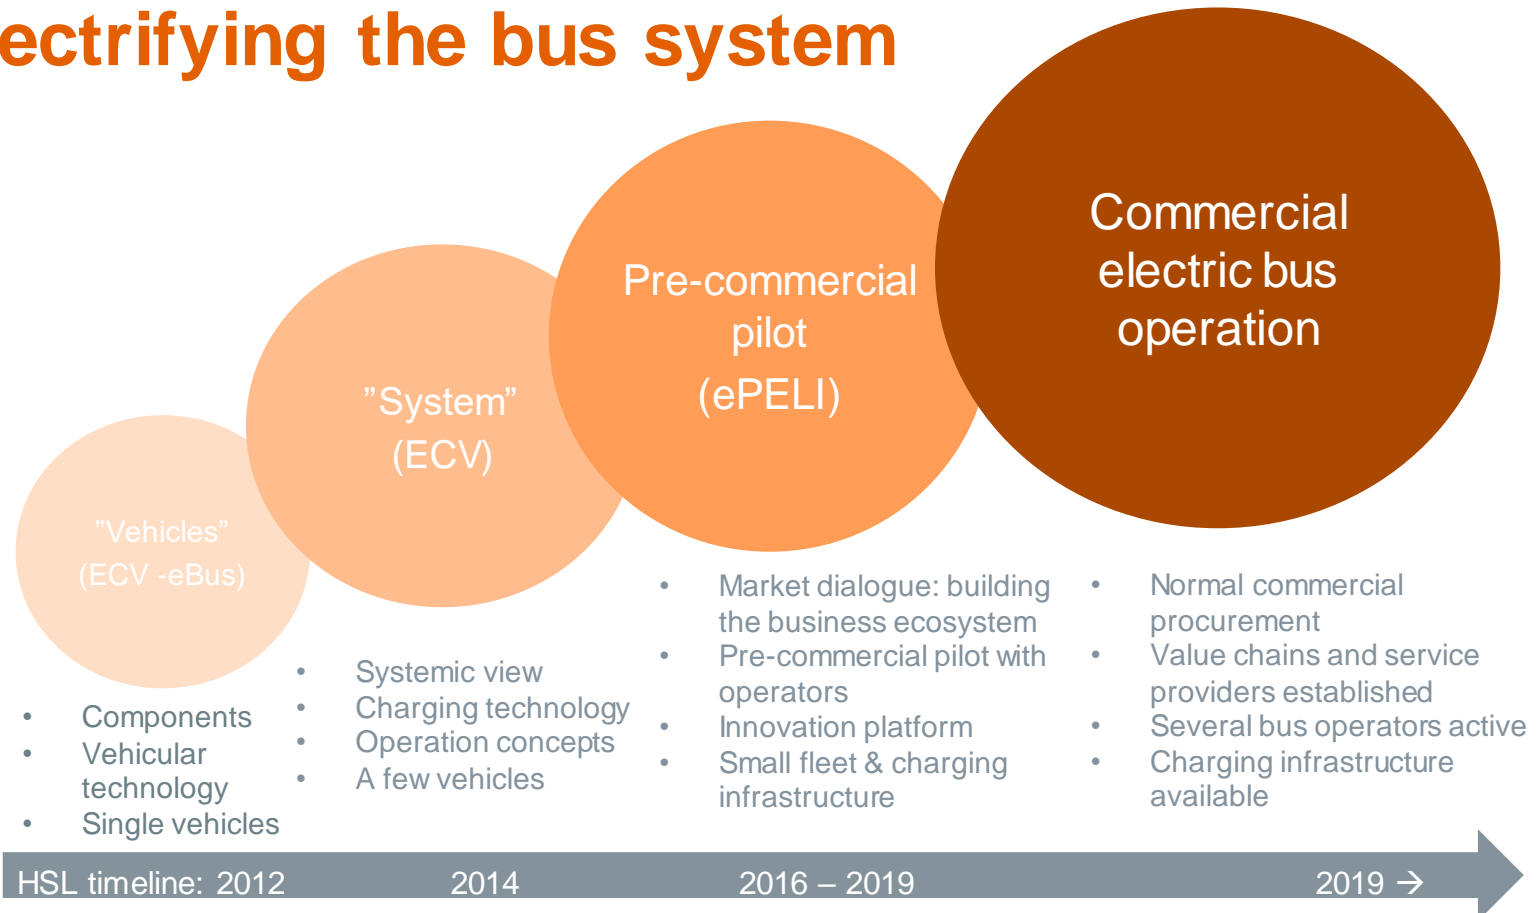 ectrifying the bus system
Commercial
electric bus
operation
Pre-commercial
pilot
(ePELI)
”System”
(ECV)
”Vehicles”
(ECV -eBus)
• Components
• Vehicular
technology
• Single vehicles
• Systemic view
• Charging technology
• Operation concepts
• A few vehicles
• Market dialogue: building
the business ecosystem
• Pre-commercial pilot with
operators
• Innovation platform
• Small fleet & charging
infrastructure
• Normal commercial
procurement
• Value chains and service
providers established
• Several bus operators active
• Charging infrastructure
available
HSL timeline: 2012 2014 2016 – 2019 2019 →